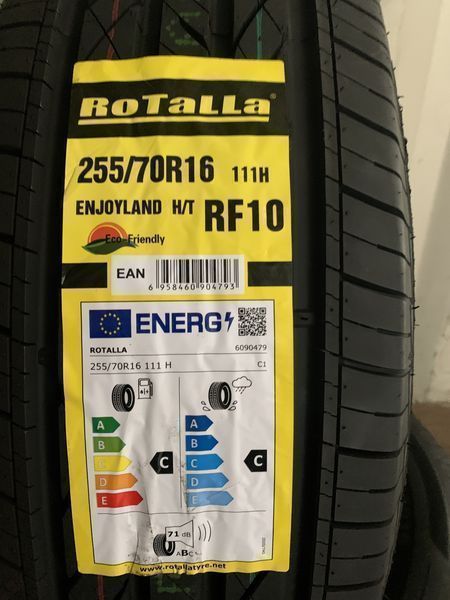 RoTaLLa
255/70R16 111H
ENJOYLAND H/T RF10
Eco-Friendly
EAN
6 958460 904793
ENERG
ROTALLA 6090479
255/70R16 111 H C1
A A
B B
C C C C
D D
E E
71 dB
ABC
www.rotallatyre.net